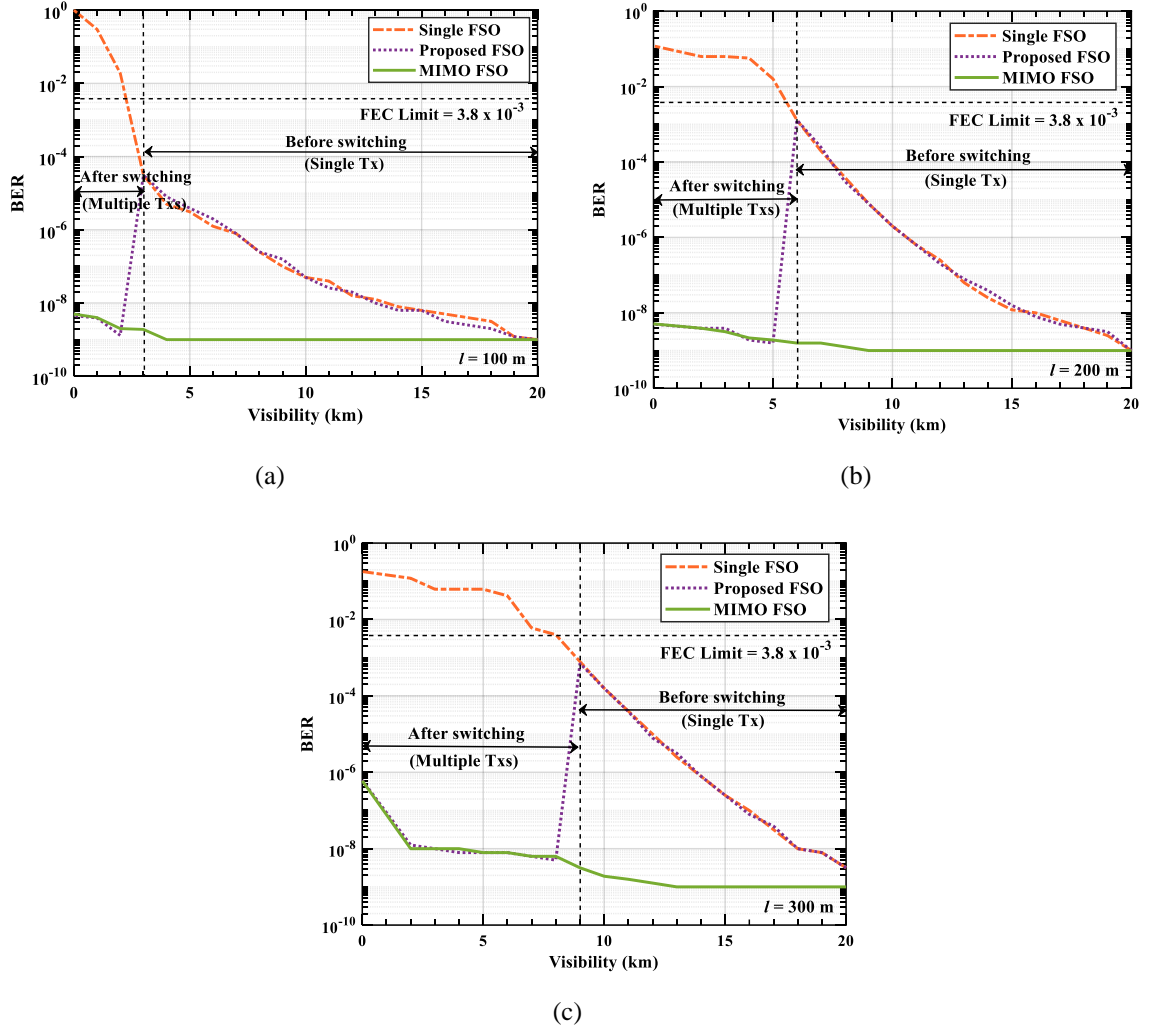 10⁰
10⁻²
10⁻⁴
10⁻⁶
10⁻⁸
10⁻¹⁰
BER
Single FSO
Proposed FSO
MIMO FSO
FEC Limit = 3.8 x 10⁻³
Before switching
(Single Tx)
After switching
(Multiple Txs)
l = 100 m
0 5 10 15 20
Visibility (km)
(a)
10⁰
10⁻²
10⁻⁴
10⁻⁶
10⁻⁸
10⁻¹⁰
BER
Single FSO
Proposed FSO
MIMO FSO
FEC Limit = 3.8 x 10⁻³
Before switching
(Single Tx)
After switching
(Multiple Txs)
l = 200 m
0 5 10 15 20
Visibility (km)
(b)
10⁰
10⁻²
10⁻⁴
10⁻⁶
10⁻⁸
10⁻¹⁰
BER
Single FSO
Proposed FSO
MIMO FSO
FEC Limit = 3.8 x 10⁻³
Before switching
(Single Tx)
After switching
(Multiple Txs)
l = 300 m
0 5 10 15 20
Visibility (km)
(c)